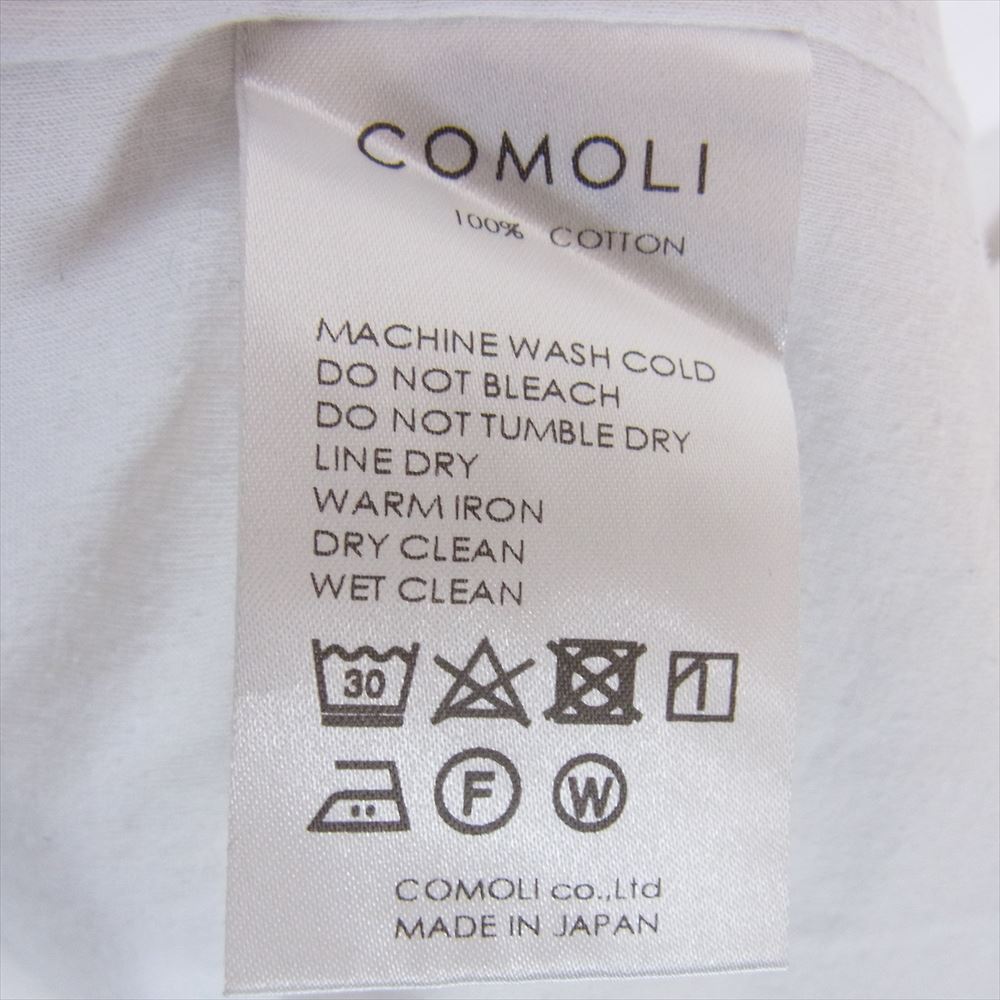 COMOLI
100% COTTON
MACHINE WASH COLD
DO NOT BLEACH
DO NOT TUMBLE DRY
LINE DRY
WARM IRON
DRY CLEAN
WET CLEAN
30
F W
COMOLI co.,Ltd
MADE IN JAPAN